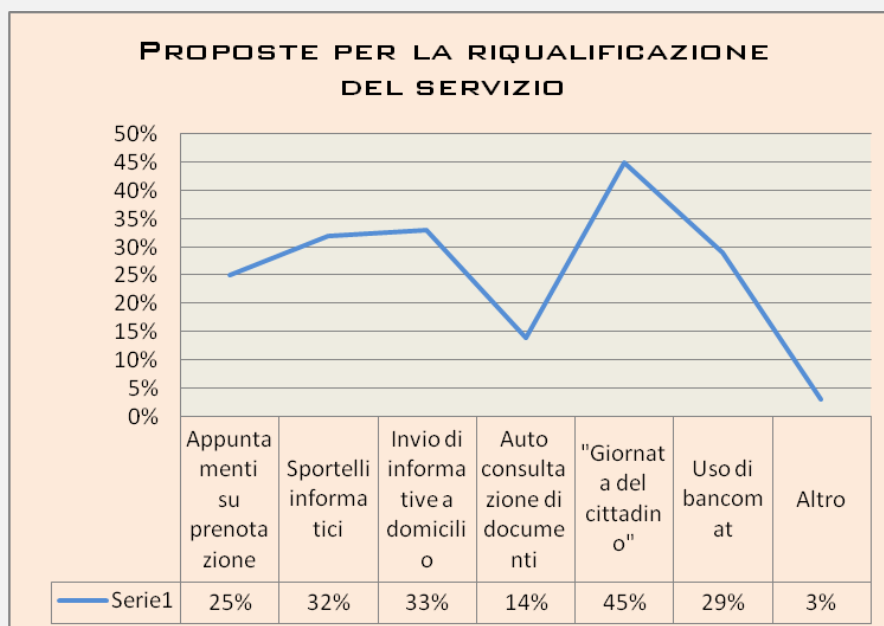 PROPOSTE PER LA RIQUALIFICAZIONE
DEL SERVIZIO
50%
45%
40%
35%
30%
25%
20%
15%
10%
5%
0%
Appunta
menti
su
prenota
zione
Sportelli
informa
tici
Invio di
informa
tive a
domicili
o
Auto
consulta
zione di
docume
nti
"Giornat
a del
cittadin
o"
Uso di
bancom
at
Altro
Serie1 25% 32% 33% 14% 45% 29% 3%